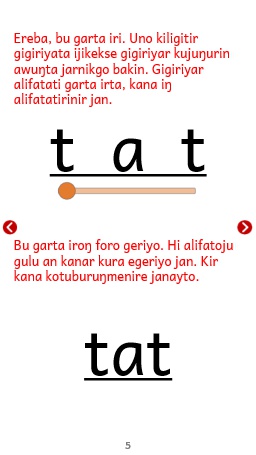 Ereba, bu garta iri. Uno kiligitir
gigiriyata ijikekse gigiriyar kujuŋurin
awuŋta jarnikgo bakin. Gigiriyar
alifatati garta irta, kana iŋ
alifatatirinir jan.
t a t
Bu garta iroŋ foro geriyo. Hi alifatoju
gulu an kanar kura egeriyo jan. Kir
kana kotuburuŋmenire janayto.
tat
5